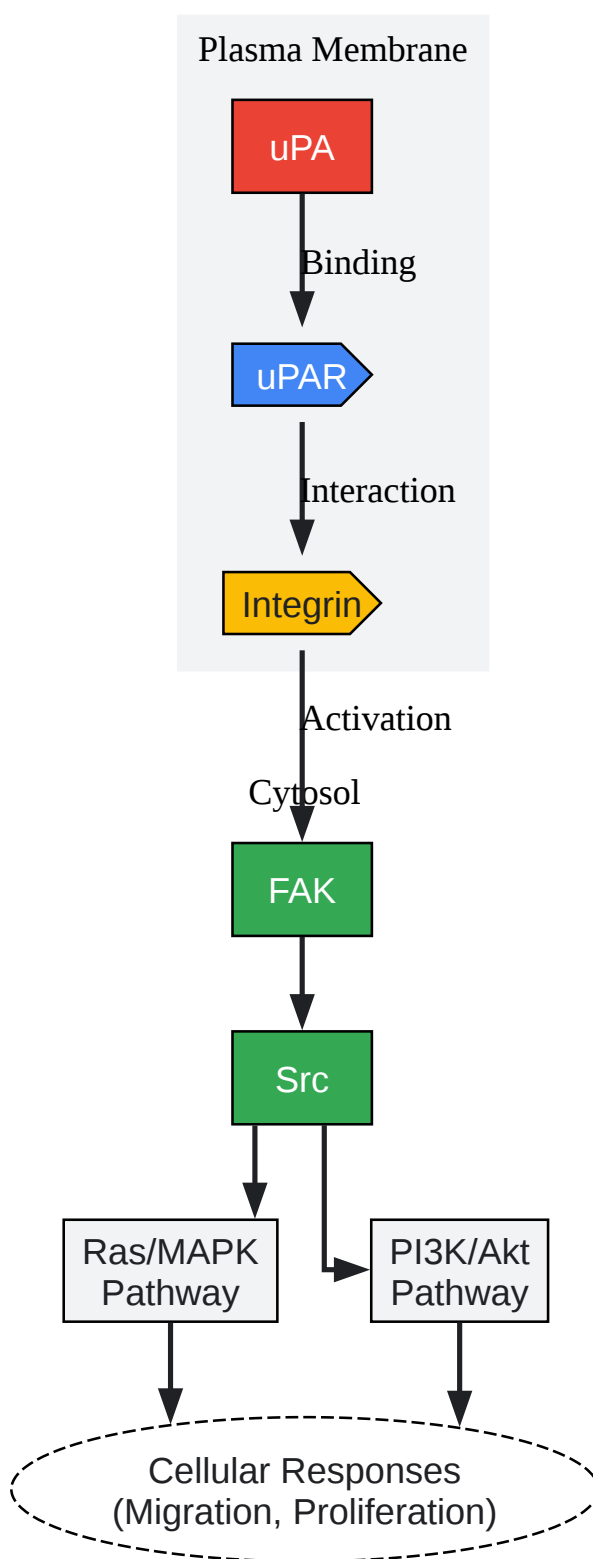 Plasma Membrane
uPA
Binding
uPAR
Interaction
Integrin
Activation
Cytosol
FAK
Src
Ras/MAPK
Pathway
PI3K/Akt
Pathway
Cellular Responses
(Migration, Proliferation)